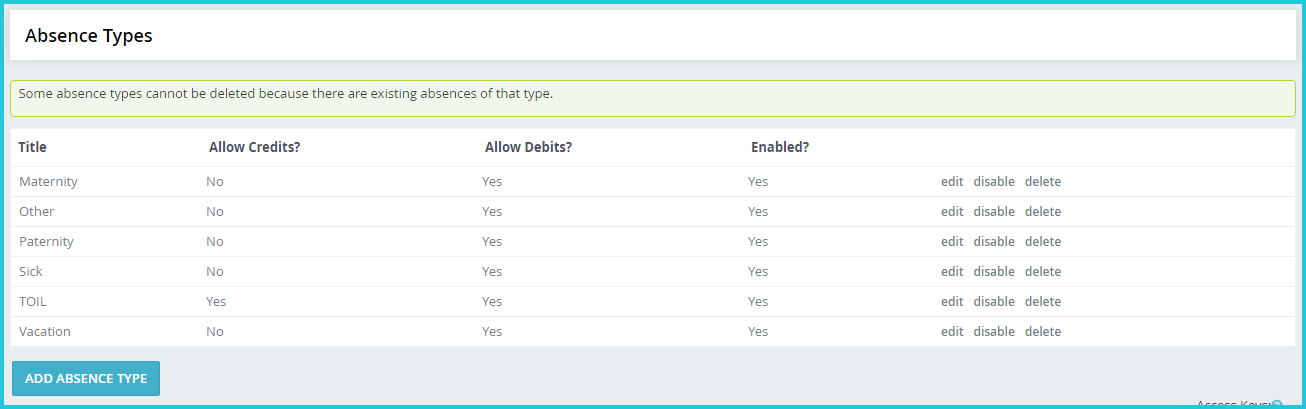 Absence Types
Some absence types cannot be deleted because there are existing absences of that type.
Title Allow Credits? Allow Debits? Enabled?
Maternity No Yes Yes edit disable delete
Other No Yes Yes edit disable delete
Paternity No Yes Yes edit disable delete
Sick No Yes Yes edit disable delete
TOIL Yes Yes Yes edit disable delete
Vacation No Yes Yes edit disable delete
ADD ABSENCE TYPE
Access Keys: